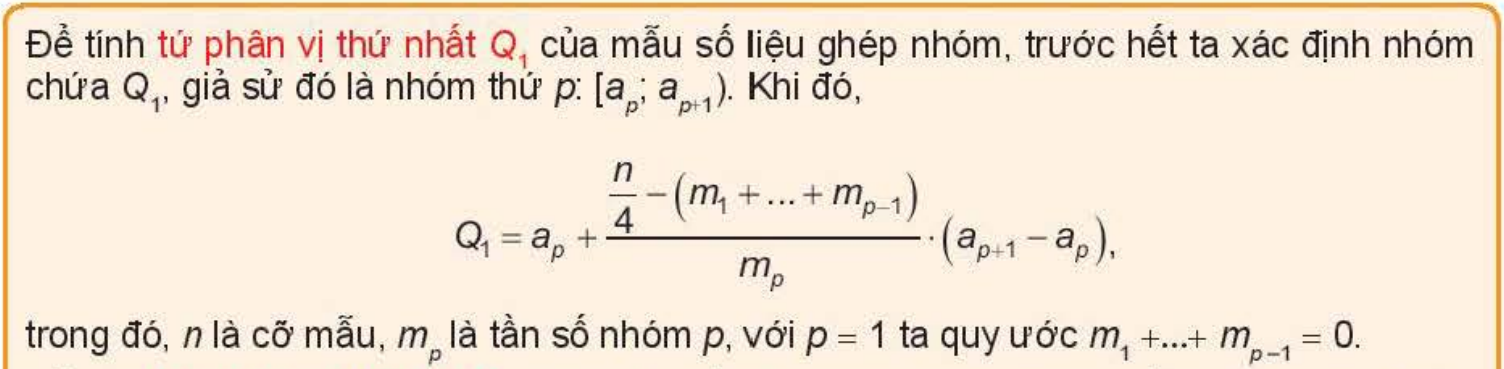 Để tính tứ phân vị thứ nhất Q₁ của mẫu số liệu ghép nhóm, trước hết ta xác định nhóm
chứa Q₁, giả sử đó là nhóm thứ p: [aₚ; aₚ₊₁). Khi đó,
Q₁ = aₚ + (n/4 − (m₁ + ... + mₚ₋₁))/mₚ · (aₚ₊₁ − aₚ),
trong đó, n là cỡ mẫu, mₚ là tần số nhóm p, với p = 1 ta quy ước m₁ +...+ mₚ₋₁ = 0.